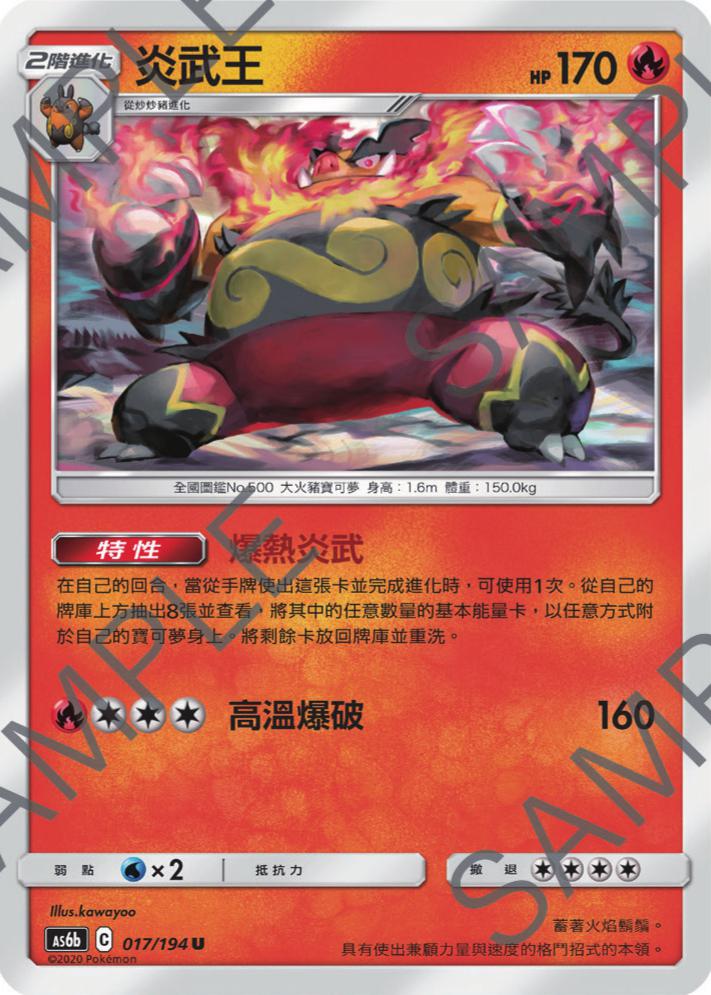 2階進化
炎武王
HP 170
從炒炒豬進化
全國圖鑑No.500 大火豬寶可夢 身高：1.6m 體重：150.0kg
特性 爆熱炎武
在自己的回合，當從手牌使出這張卡並完成進化時，可使用1次。從自己的
牌庫上方抽出8張並查看，將其中的任意數量的基本能量卡，以任意方式附
於自己的寶可夢身上。將剩餘卡放回牌庫並重洗。
高溫爆破 160
弱點 ×2 抵抗力 撤退
Illus.kawayoo
AS6b C 017/194 U
©2020 Pokémon
蓄著火焰鬍鬚。
具有使出兼顧力量與速度的格鬥招式的本領。
SAMPLE
SAMPLE
SAMPLE
SAMPLE
SAMPLE
SAMPLE